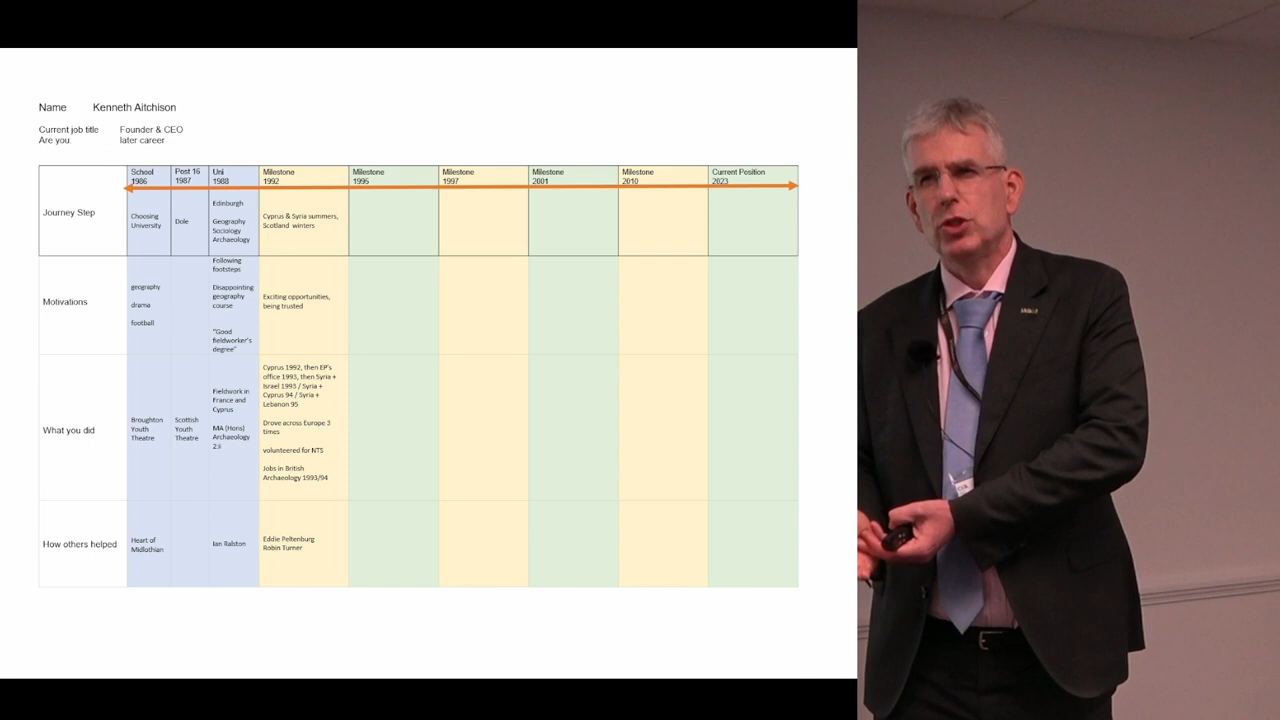 Name Kenneth Aitchison
Current job title Founder & CEO
Are you: later career
School
1986
Post 16
1987
Uni
1988
Milestone
1992
Milestone
1995
Milestone
1997
Milestone
2001
Milestone
2010
Current Position
2023
Journey Step
Choosing
University
Dole
Edinburgh
Geography
Sociology
Archaeology
Cyprus & Syria summers,
Scotland winters
Motivations
geography
drama
football
Following
footsteps
Disappointing
geography
course
"Good
fieldworker's
degree"
Exciting opportunities,
being trusted
What you did
Broughton
Youth
Theatre
Scottish
Youth
Theatre
Fieldwork in
France and
Cyprus
MA (Hons)
Archaeology
2:ii
Cyprus 1992, then EP's
office 1993, then Syria +
Israel 1993 / Syria +
Cyprus 94 / Syria +
Lebanon 95
Drove across Europe 3
times
volunteered for NTS
Jobs in British
Archaeology 1993/94
How others helped
Heart of
Midlothian
Ian Ralston
Eddie Peltenburg
Robin Turner